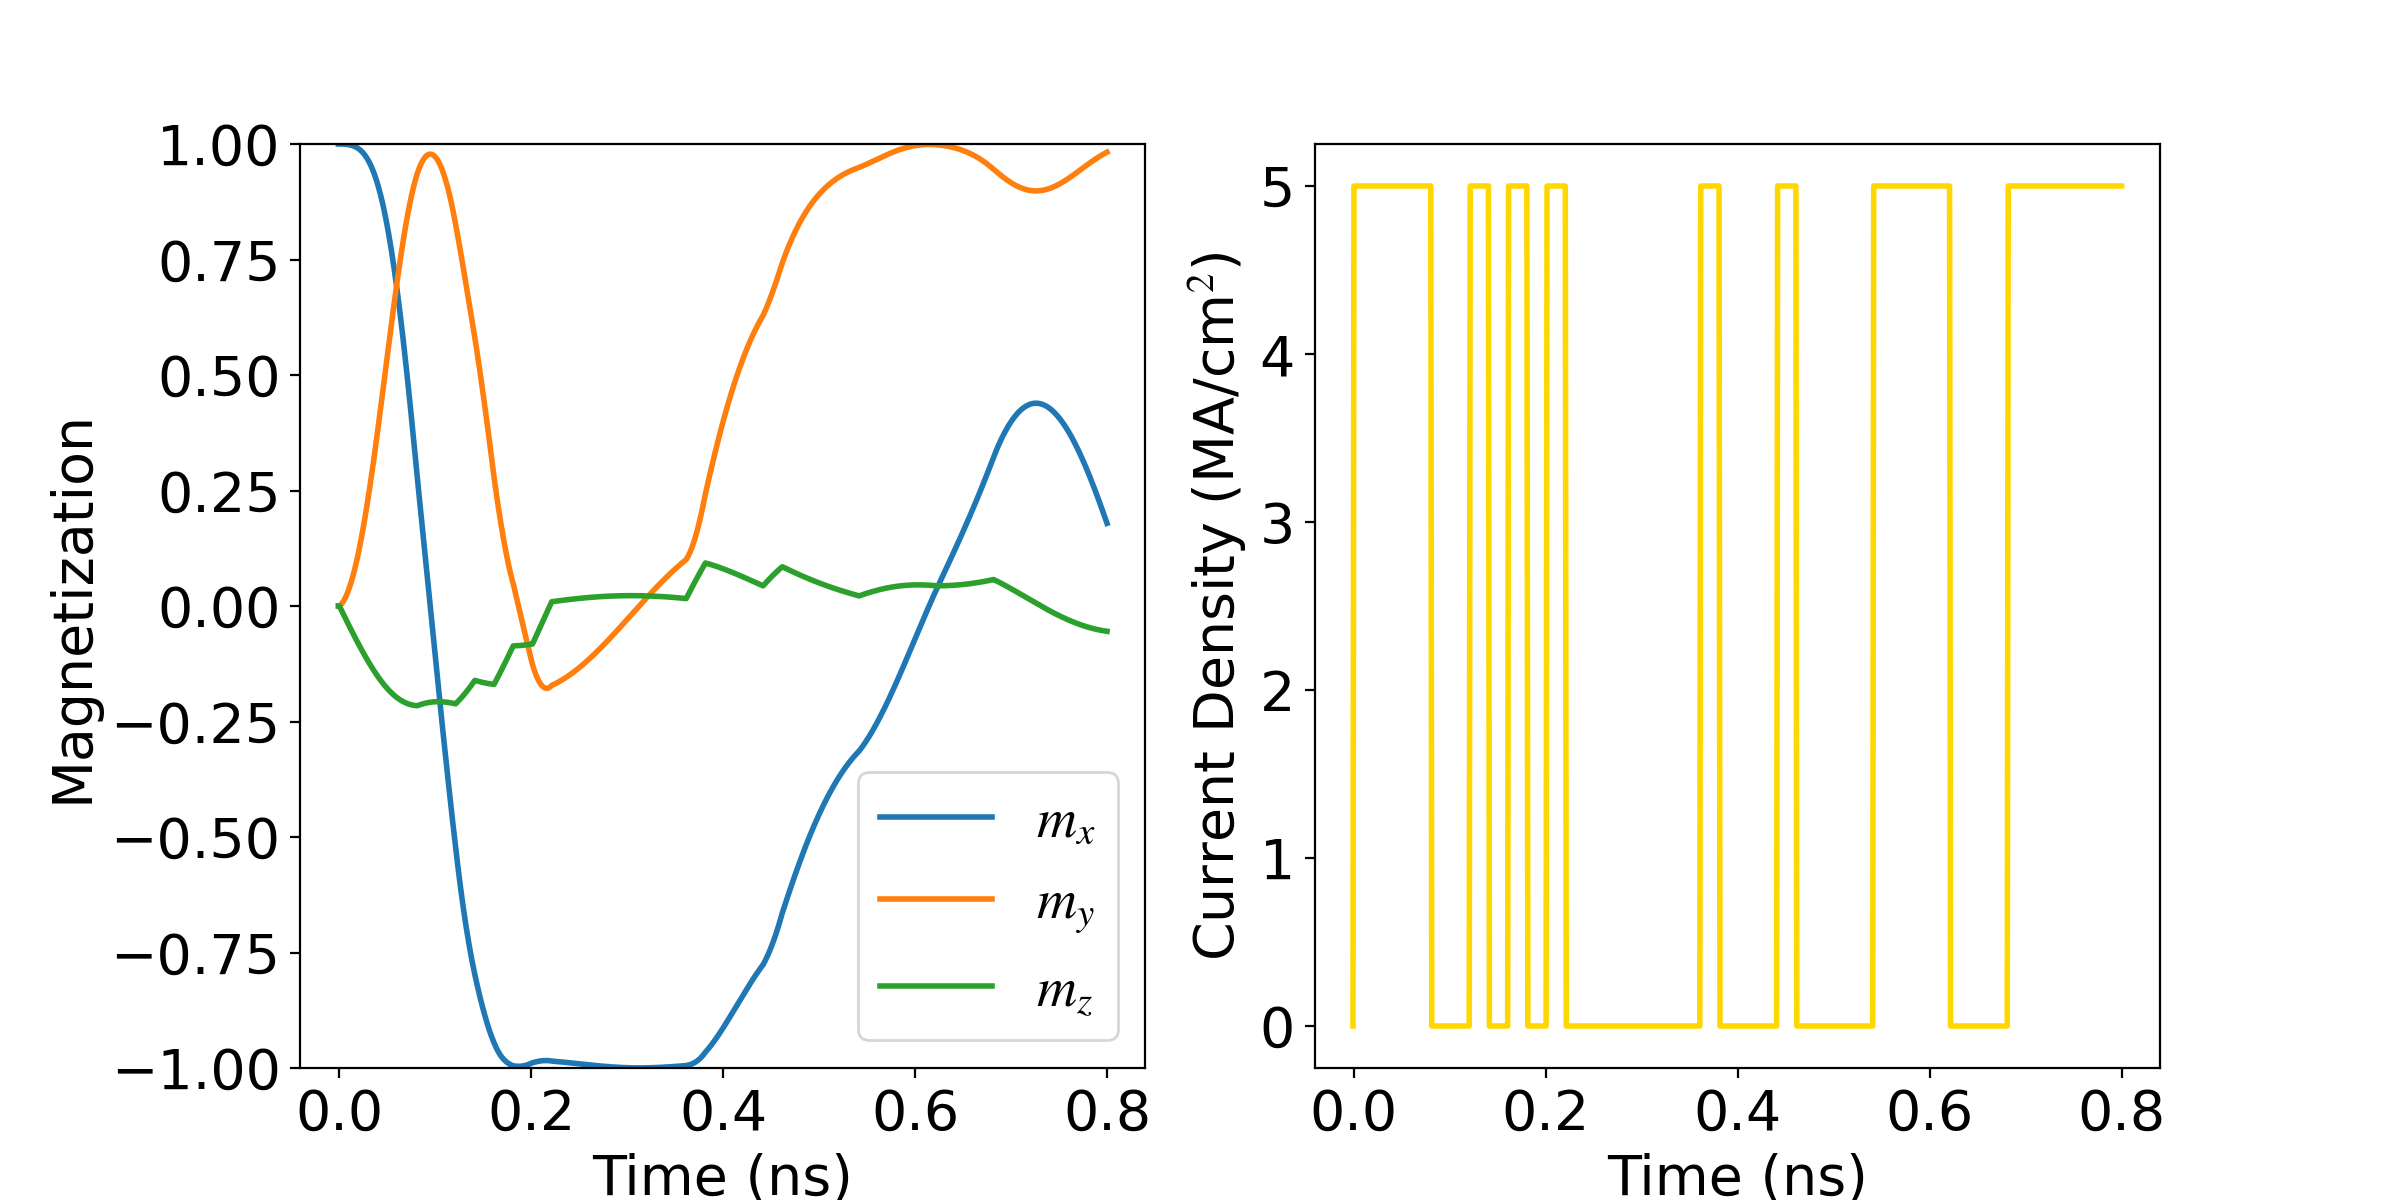 Magnetization
1.00
0.75
0.50
0.25
0.00
−0.25
−0.50
−0.75
−1.00
0.0 0.2 0.4 0.6 0.8
Time (ns)
m_x
m_y
m_z
Current Density (MA/cm²)
5
4
3
2
1
0
0.0 0.2 0.4 0.6 0.8
Time (ns)